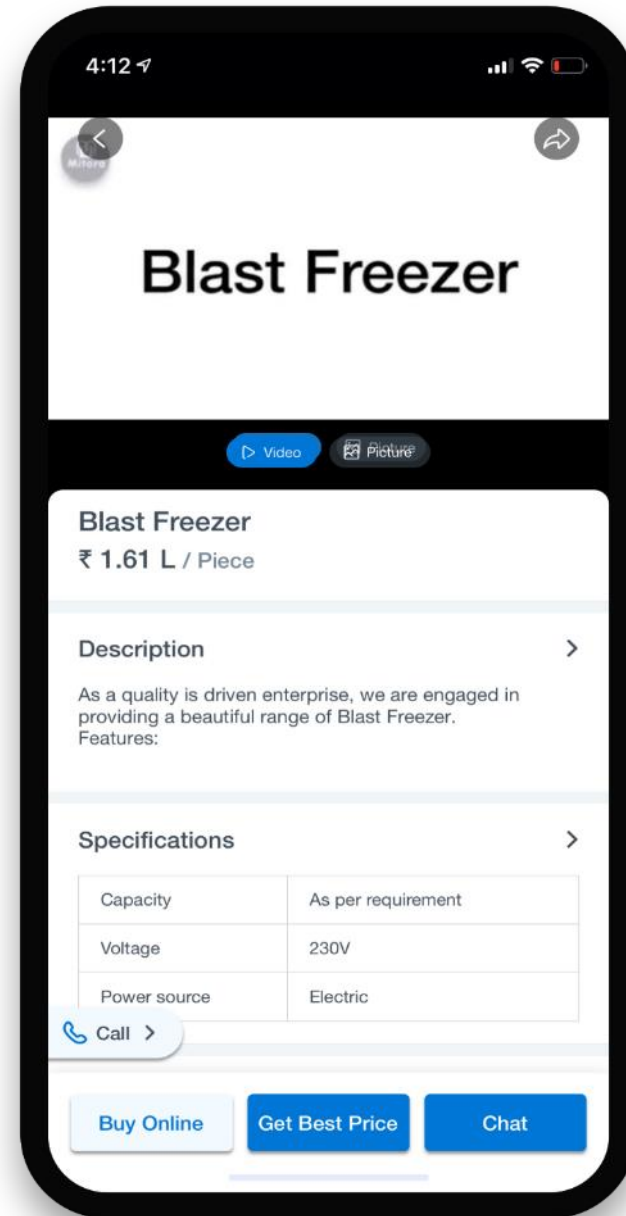 4:12
Mitora
Blast Freezer
Video
Picture
Blast Freezer
₹ 1.61 L / Piece
Description
As a quality is driven enterprise, we are engaged in
providing a beautiful range of Blast Freezer.
Features:
Specifications
Capacity As per requirement
Voltage 230V
Power source Electric
Call
Buy Online Get Best Price Chat